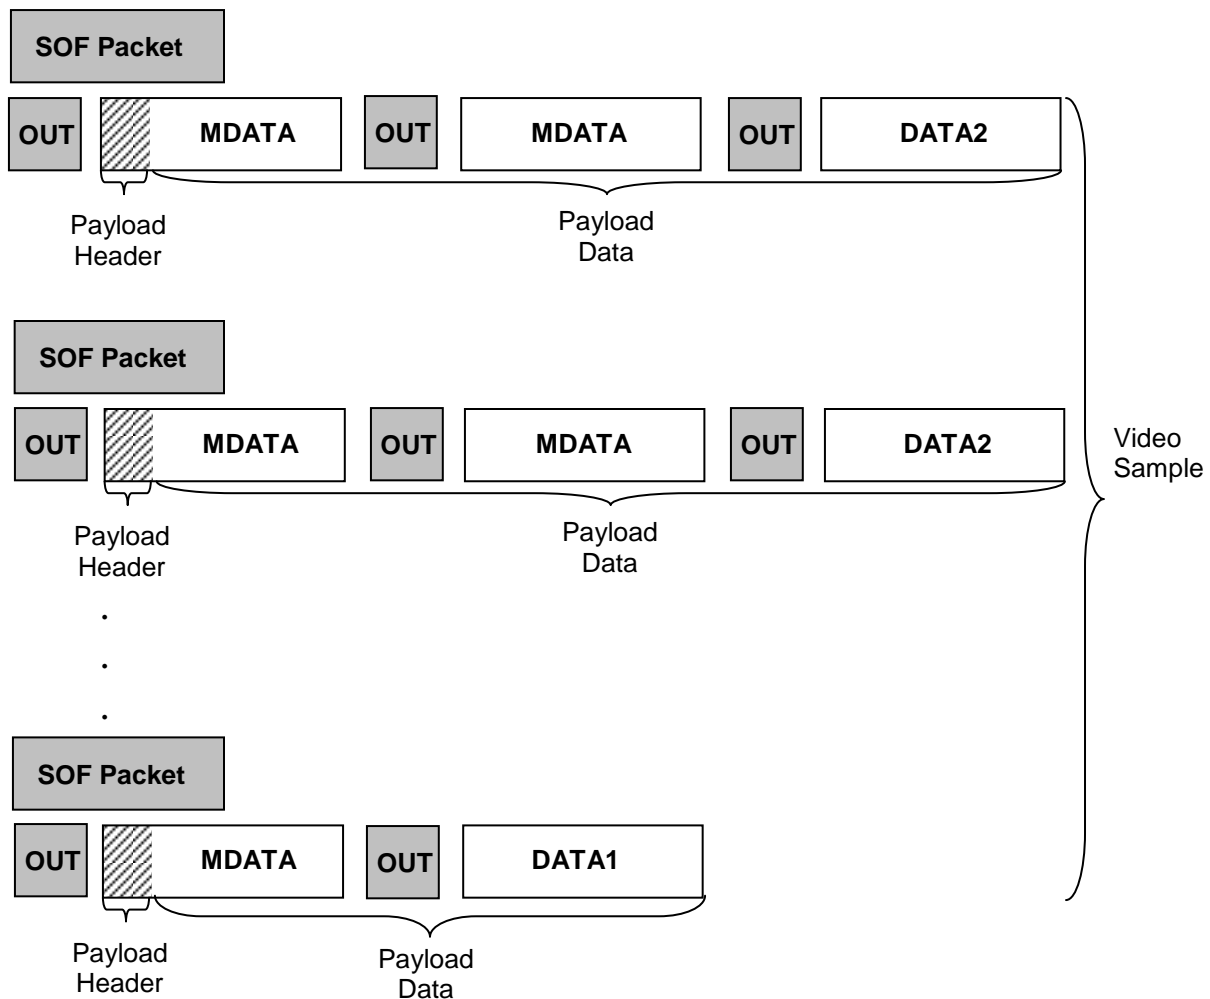 SOF Packet
OUT MDATA OUT MDATA OUT DATA2
Payload
Header
Payload
Data
SOF Packet
OUT MDATA OUT MDATA OUT DATA2
Payload
Header
Payload
Data
Video
Sample
.
.
.
SOF Packet
OUT MDATA OUT DATA1
Payload
Header
Payload
Data